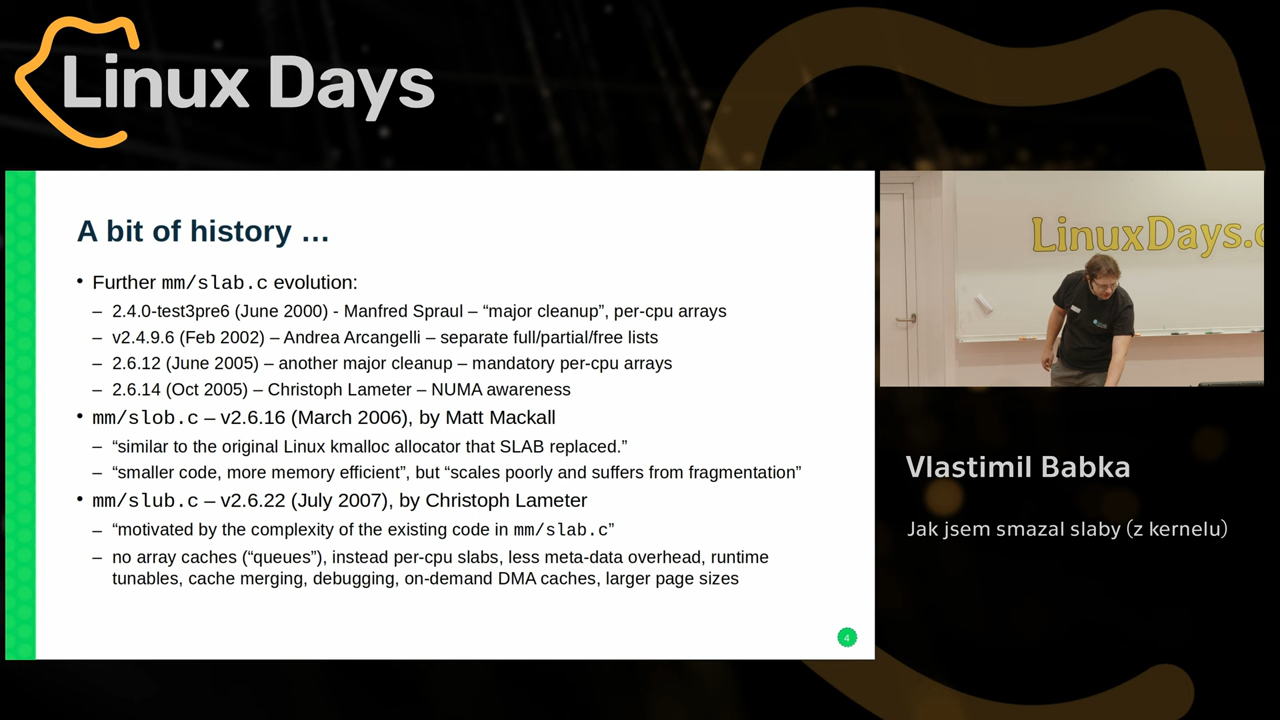 Linux Days
A bit of history …
• Further mm/slab.c evolution:
– 2.4.0-test3pre6 (June 2000) - Manfred Spraul – “major cleanup”, per-cpu arrays
– v2.4.9.6 (Feb 2002) – Andrea Arcangelli – separate full/partial/free lists
– 2.6.12 (June 2005) – another major cleanup – mandatory per-cpu arrays
– 2.6.14 (Oct 2005) – Christoph Lameter – NUMA awareness
• mm/slob.c – v2.6.16 (March 2006), by Matt Mackall
– “similar to the original Linux kmalloc allocator that SLAB replaced.”
– “smaller code, more memory efficient”, but “scales poorly and suffers from fragmentation”
• mm/slub.c – v2.6.22 (July 2007), by Christoph Lameter
– “motivated by the complexity of the existing code in mm/slab.c”
– no array caches (“queues”), instead per-cpu slabs, less meta-data overhead, runtime
tunables, cache merging, debugging, on-demand DMA caches, larger page sizes
4
LinuxDays.c
Vlastimil Babka
Jak jsem smazal slaby (z kernelu)